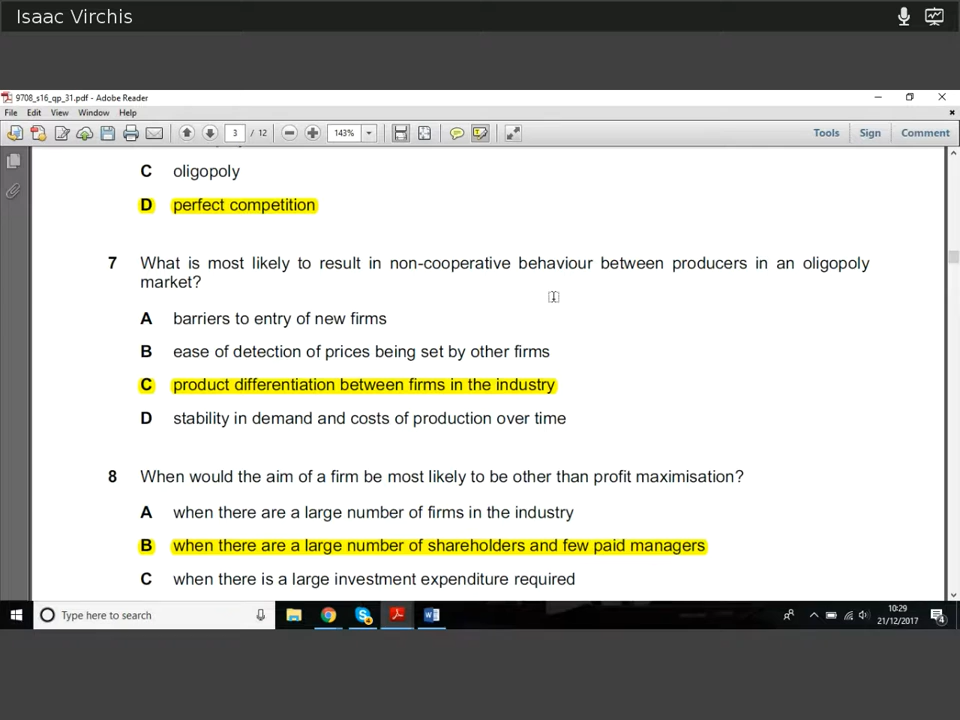 Isaac Virchis
9708_s16_qp_31.pdf - Adobe Reader
File Edit View Window Help
3 / 12 143% Tools Sign Comment
C oligopoly
D perfect competition
7 What is most likely to result in non-cooperative behaviour between producers in an oligopoly
market?
A barriers to entry of new firms
B ease of detection of prices being set by other firms
C product differentiation between firms in the industry
D stability in demand and costs of production over time
8 When would the aim of a firm be most likely to be other than profit maximisation?
A when there are a large number of firms in the industry
B when there are a large number of shareholders and few paid managers
C when there is a large investment expenditure required
Type here to search
10:29
21/12/2017
4